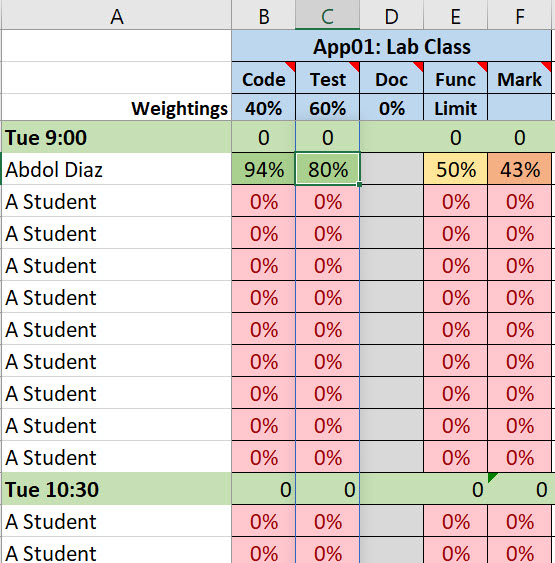 A B C D E F
App01: Lab Class
Code Test Doc Func Mark
Weightings 40% 60% 0% Limit
Tue 9:00 0 0 0 0
Abdol Diaz 94% 80% 50% 43%
A Student 0% 0% 0% 0%
A Student 0% 0% 0% 0%
A Student 0% 0% 0% 0%
A Student 0% 0% 0% 0%
A Student 0% 0% 0% 0%
A Student 0% 0% 0% 0%
A Student 0% 0% 0% 0%
A Student 0% 0% 0% 0%
A Student 0% 0% 0% 0%
Tue 10:30 0 0 0 0
A Student 0% 0% 0% 0%
A Student 0% 0% 0% 0%